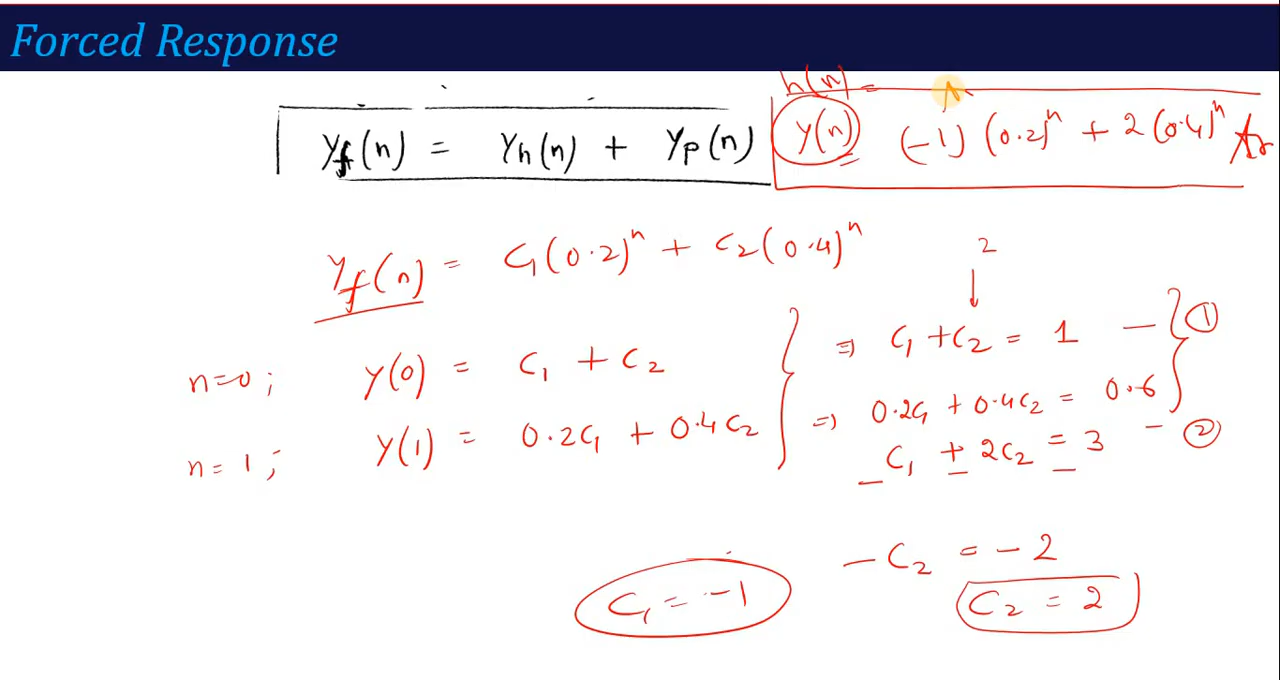 Forced Response
h(n) =
yf(n) = yh(n) + yp(n)
y(n) = (-1) (0.2)^n + 2 (0.4)^n
yf(n) = C1(0.2)^n + C2(0.4)^n
2
n=0; y(0) = C1 + C2 ⇒ C1 + C2 = 1 — ①
n=1; y(1) = 0.2C1 + 0.4C2 ⇒ 0.2C1 + 0.4C2 = 0.6
C1 + 2C2 = 3 - ②
- C2 = - 2
C1 = -1 C2 = 2